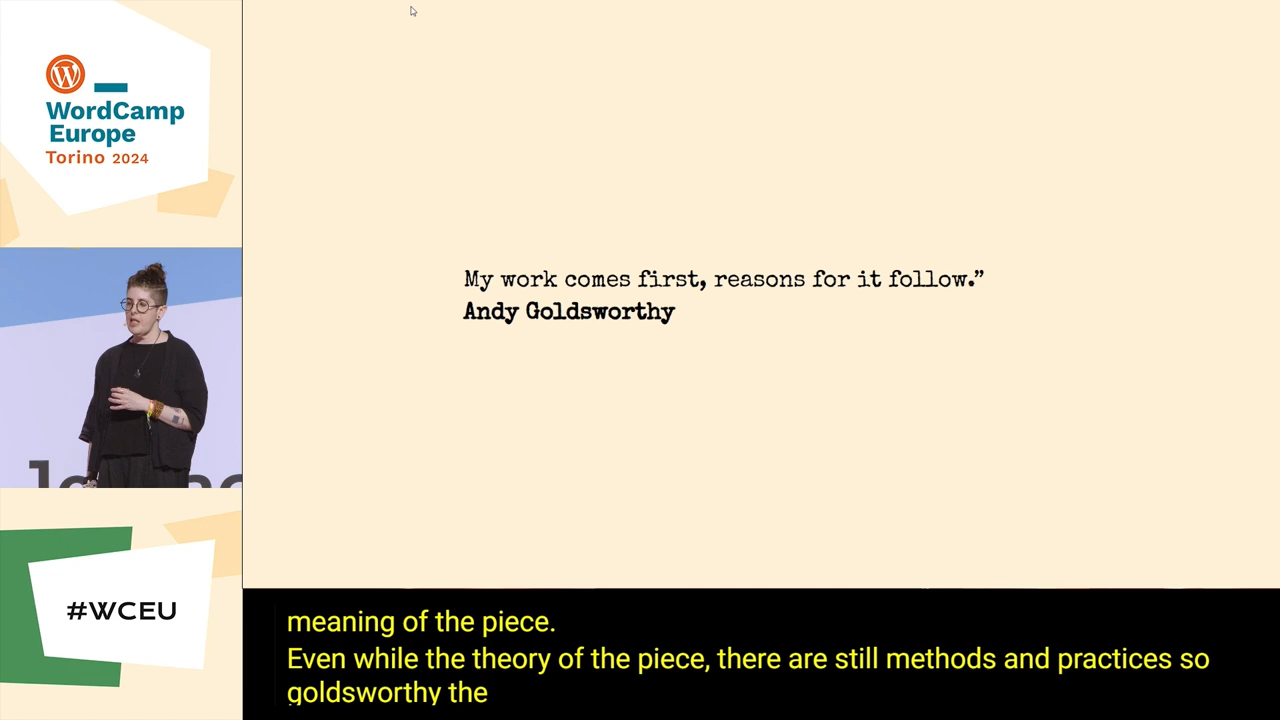 WordCamp
Europe
Torino 2024
My work comes first, reasons for it follow.”
Andy Goldsworthy
#WCEU
meaning of the piece.
Even while the theory of the piece, there are still methods and practices so
goldsworthy the